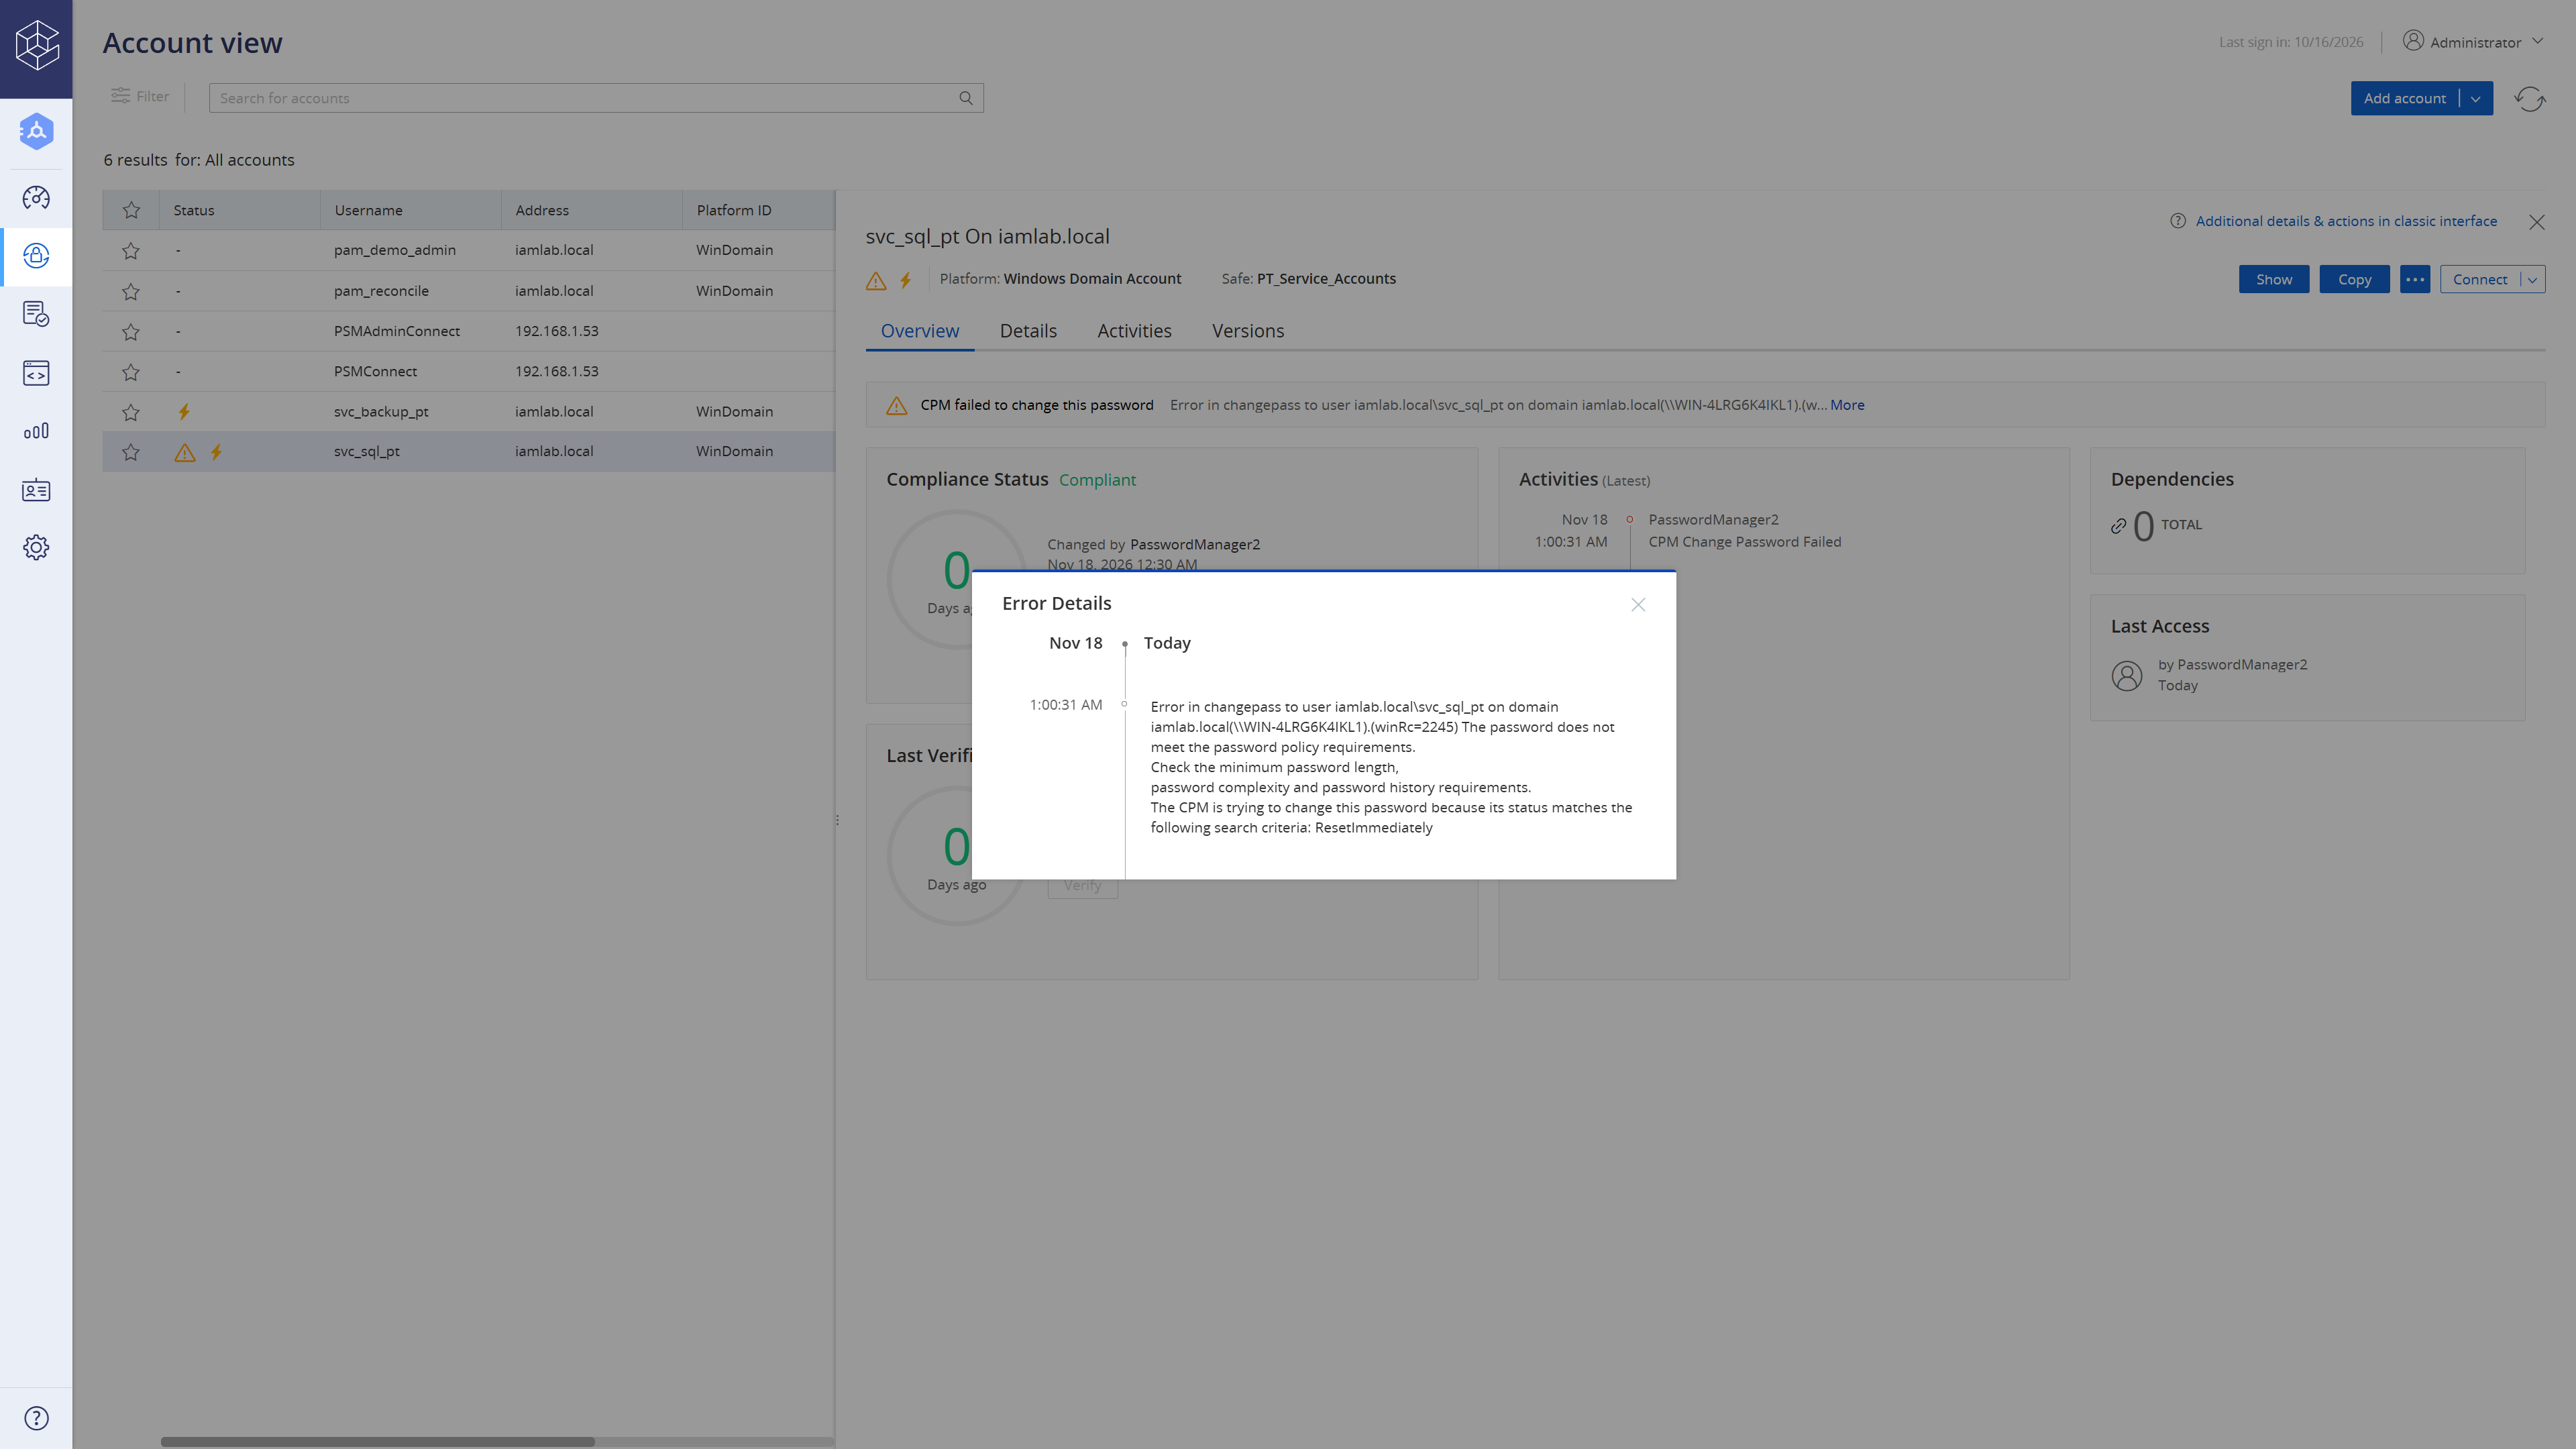 Account view
Last sign in: 10/16/2026
Administrator
Filter
Search for accounts
Add account
6 results for: All accounts
Status Username Address Platform ID
- pam_demo_admin iamlab.local WinDomain
- pam_reconcile iamlab.local WinDomain
- PSMAdminConnect 192.168.1.53
- PSMConnect 192.168.1.53
svc_backup_pt iamlab.local WinDomain
svc_sql_pt iamlab.local WinDomain
Additional details & actions in classic interface
svc_sql_pt On iamlab.local
Platform: Windows Domain Account Safe: PT_Service_Accounts
Show Copy Connect
Overview Details Activities Versions
CPM failed to change this password Error in changepass to user iamlab.local\svc_sql_pt on domain iamlab.local(\\WIN-4LRG6K4IKL1).(w... More
Compliance Status Compliant
0
Days
Changed by PasswordManager2
Nov 18, 2026 12:30 AM
Activities (Latest)
Nov 18 PasswordManager2
1:00:31 AM CPM Change Password Failed
Dependencies
0 TOTAL
Last Access
by PasswordManager2
Today
Last
0
Days ago
Verify
Error Details
Nov 18 Today
1:00:31 AM
Error in changepass to user iamlab.local\svc_sql_pt on domain
iamlab.local(\\WIN-4LRG6K4IKL1).(winRc=2245) The password does not
meet the password policy requirements.
Check the minimum password length,
password complexity and password history requirements.
The CPM is trying to change this password because its status matches the
following search criteria: ResetImmediately